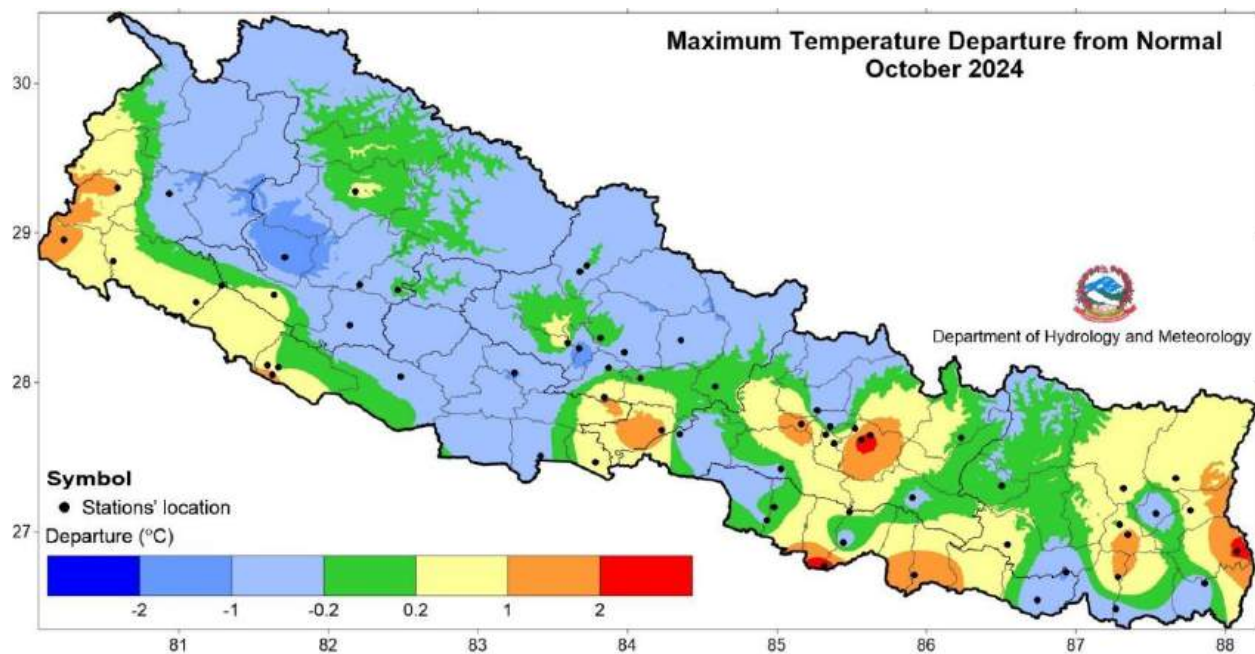 Maximum Temperature Departure from Normal
October 2024
30
29
28
27
Department of Hydrology and Meteorology
Symbol
Stations' location
Departure (°C)
-2 -1 -0.2 0.2 1 2
81 82 83 84 85 86 87 88